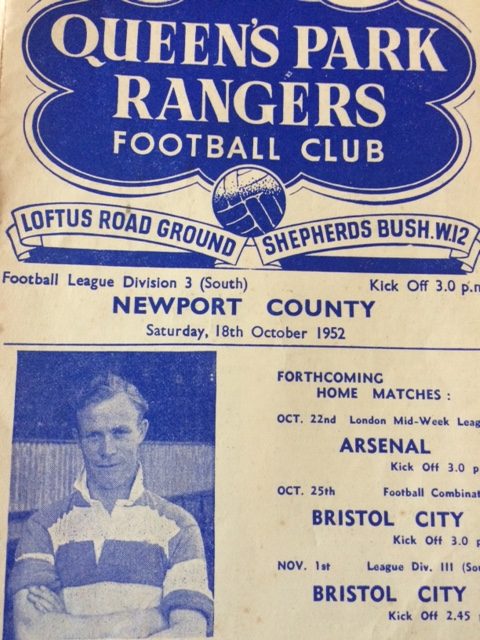 QUEEN'S PARK
RANGERS
FOOTBALL CLUB
LOFTUS ROAD GROUND
SHEPHERDS BUSH. W.12
Football League Division 3 (South) Kick Off 3.0 p.m
NEWPORT COUNTY
Saturday, 18th October 1952
FORTHCOMING
HOME MATCHES :
OCT. 22nd London Mid-Week Leag
ARSENAL
Kick Off 3.0 p
OCT. 25th Football Combinat
BRISTOL CITY
Kick Off 3.0 p
NOV. 1st League Div. III (Sou
BRISTOL CITY
Kick Off 2.45 p